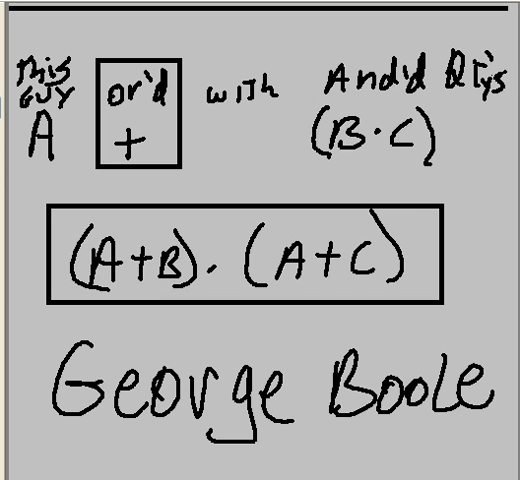 This GUY or'd with And'd QTys
A + (B · C)
(A+B) · (A+C)
George Boole